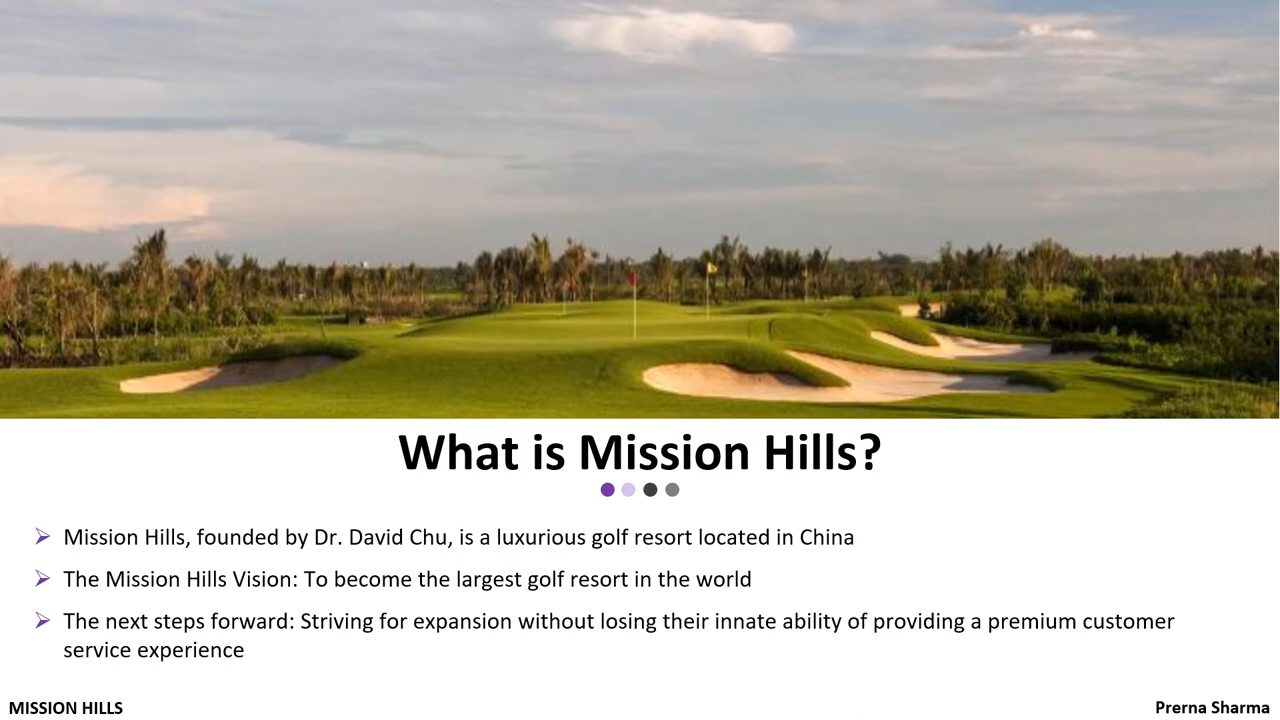 What is Mission Hills?
Mission Hills, founded by Dr. David Chu, is a luxurious golf resort located in China
The Mission Hills Vision: To become the largest golf resort in the world
The next steps forward: Striving for expansion without losing their innate ability of providing a premium customer
service experience
MISSION HILLS
Prerna Sharma